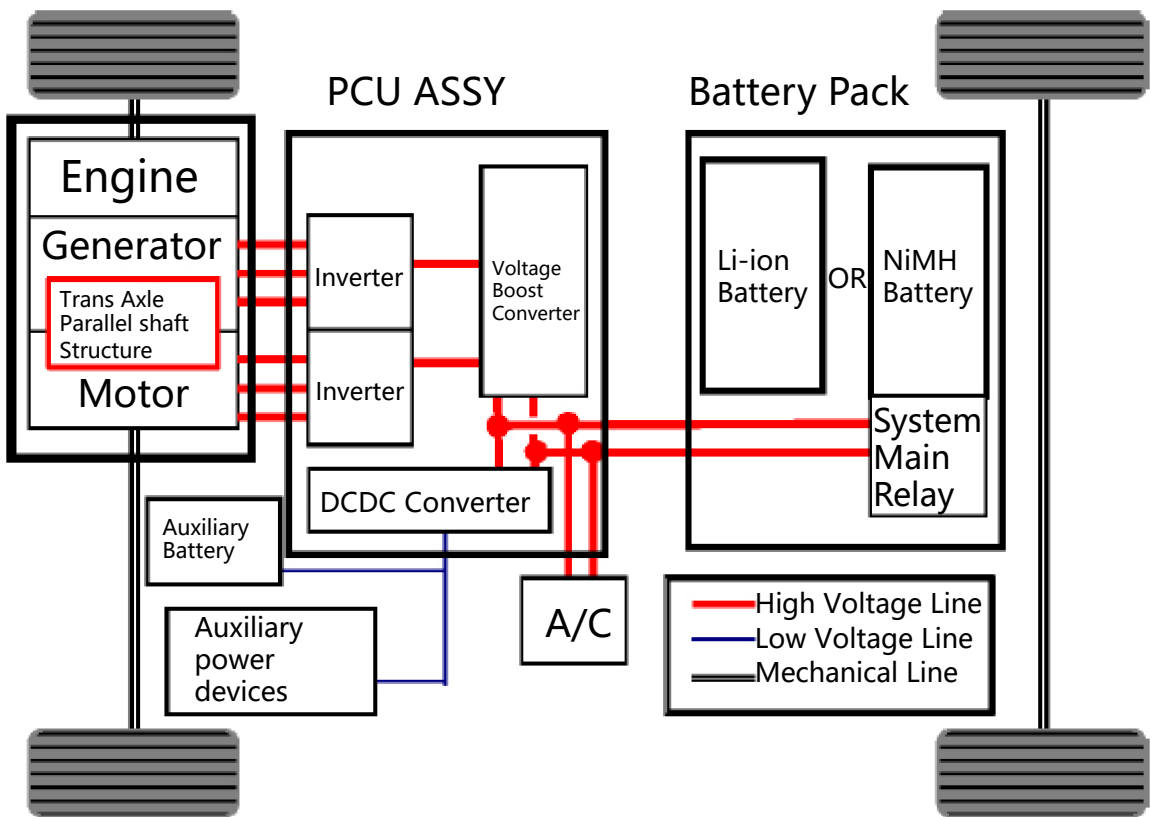 PCU ASSY
Battery Pack
Engine
Generator
Trans Axle
Parallel shaft
Structure
Motor
Inverter
Inverter
Voltage
Boost
Converter
DCDC Converter
Li-ion
Battery
OR
NiMH
Battery
System
Main
Relay
Auxiliary
Battery
Auxiliary
power
devices
A/C
High Voltage Line
Low Voltage Line
Mechanical Line